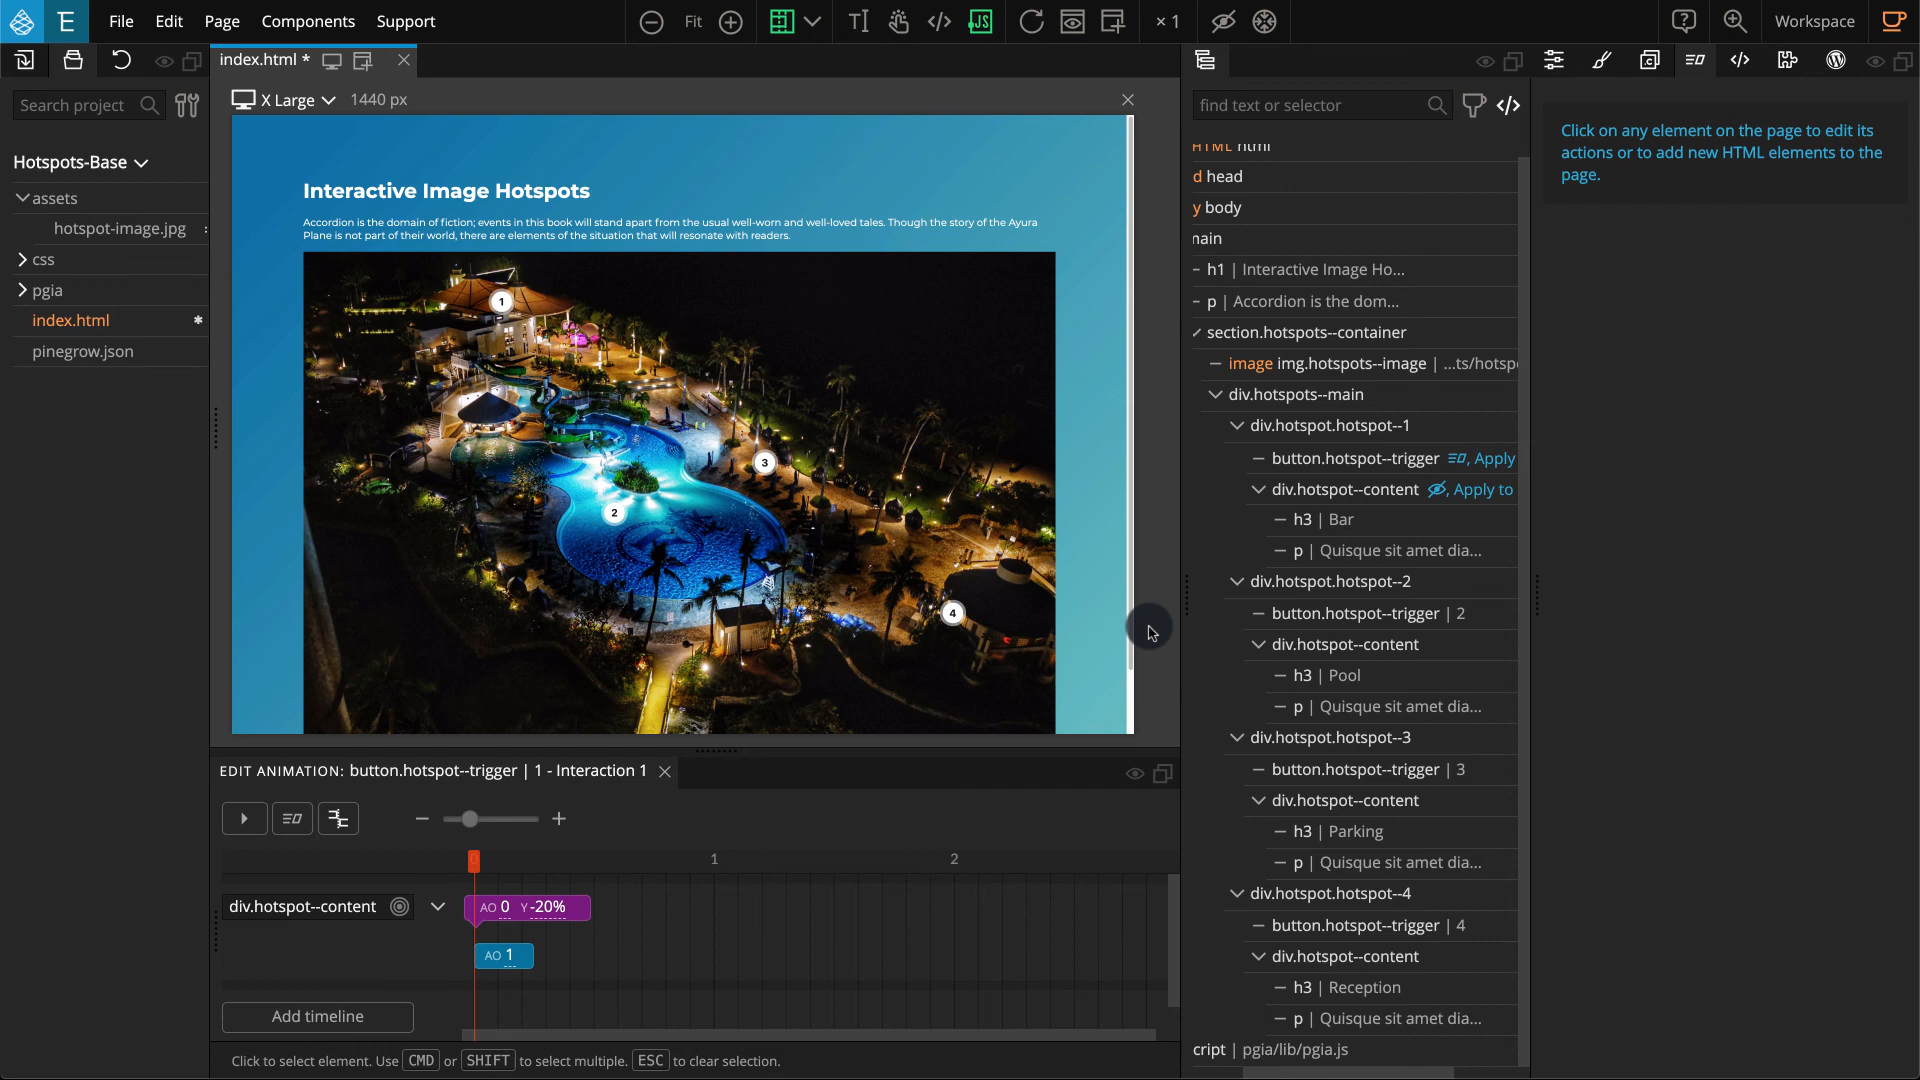 E File Edit Page Components Support Fit JS × 1 Workspace
index.html *
Search project
X Large 1440 px
find text or selector
Click on any element on the page to edit its
actions or to add new HTML elements to the
page.
Hotspots-Base
assets
hotspot-image.jpg
css
pgia
index.html *
pinegrow.json
Interactive Image Hotspots
Accordion is the domain of fiction; events in this book will stand apart from the usual well-worn and well-loved tales. Though the story of the Ayura
Plane is not part of their world, there are elements of the situation that will resonate with readers.
1
3
2
4
HTML html
d head
y body
nain
h1 | Interactive Image Ho...
p | Accordion is the dom...
section.hotspots--container
image img.hotspots--image | ...ts/hotsp
div.hotspots--main
div.hotspot.hotspot--1
button.hotspot--trigger , Apply
div.hotspot--content , Apply to
h3 | Bar
p | Quisque sit amet dia...
div.hotspot.hotspot--2
button.hotspot--trigger | 2
div.hotspot--content
h3 | Pool
p | Quisque sit amet dia...
div.hotspot.hotspot--3
button.hotspot--trigger | 3
div.hotspot--content
h3 | Parking
p | Quisque sit amet dia...
div.hotspot.hotspot--4
button.hotspot--trigger | 4
div.hotspot--content
h3 | Reception
p | Quisque sit amet dia...
cript | pgia/lib/pgia.js
EDIT ANIMATION: button.hotspot--trigger | 1 - Interaction 1
0 1 2
div.hotspot--content AO 0 Y -20%
AO 1
Add timeline
Click to select element. Use CMD or SHIFT to select multiple. ESC to clear selection.